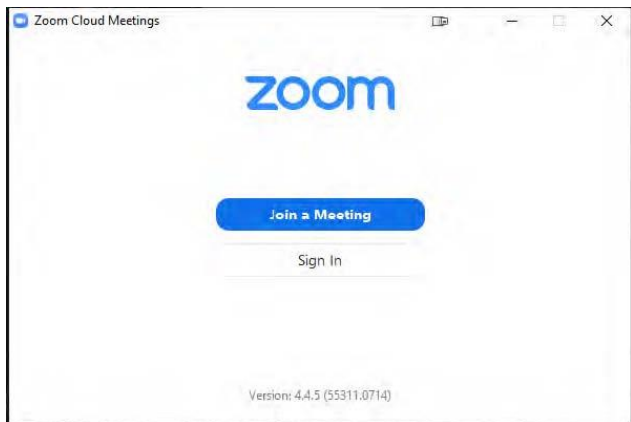 Zoom Cloud Meetings
zoom
Join a Meeting
Sign In
Version: 4.4.5 (55311.0714)